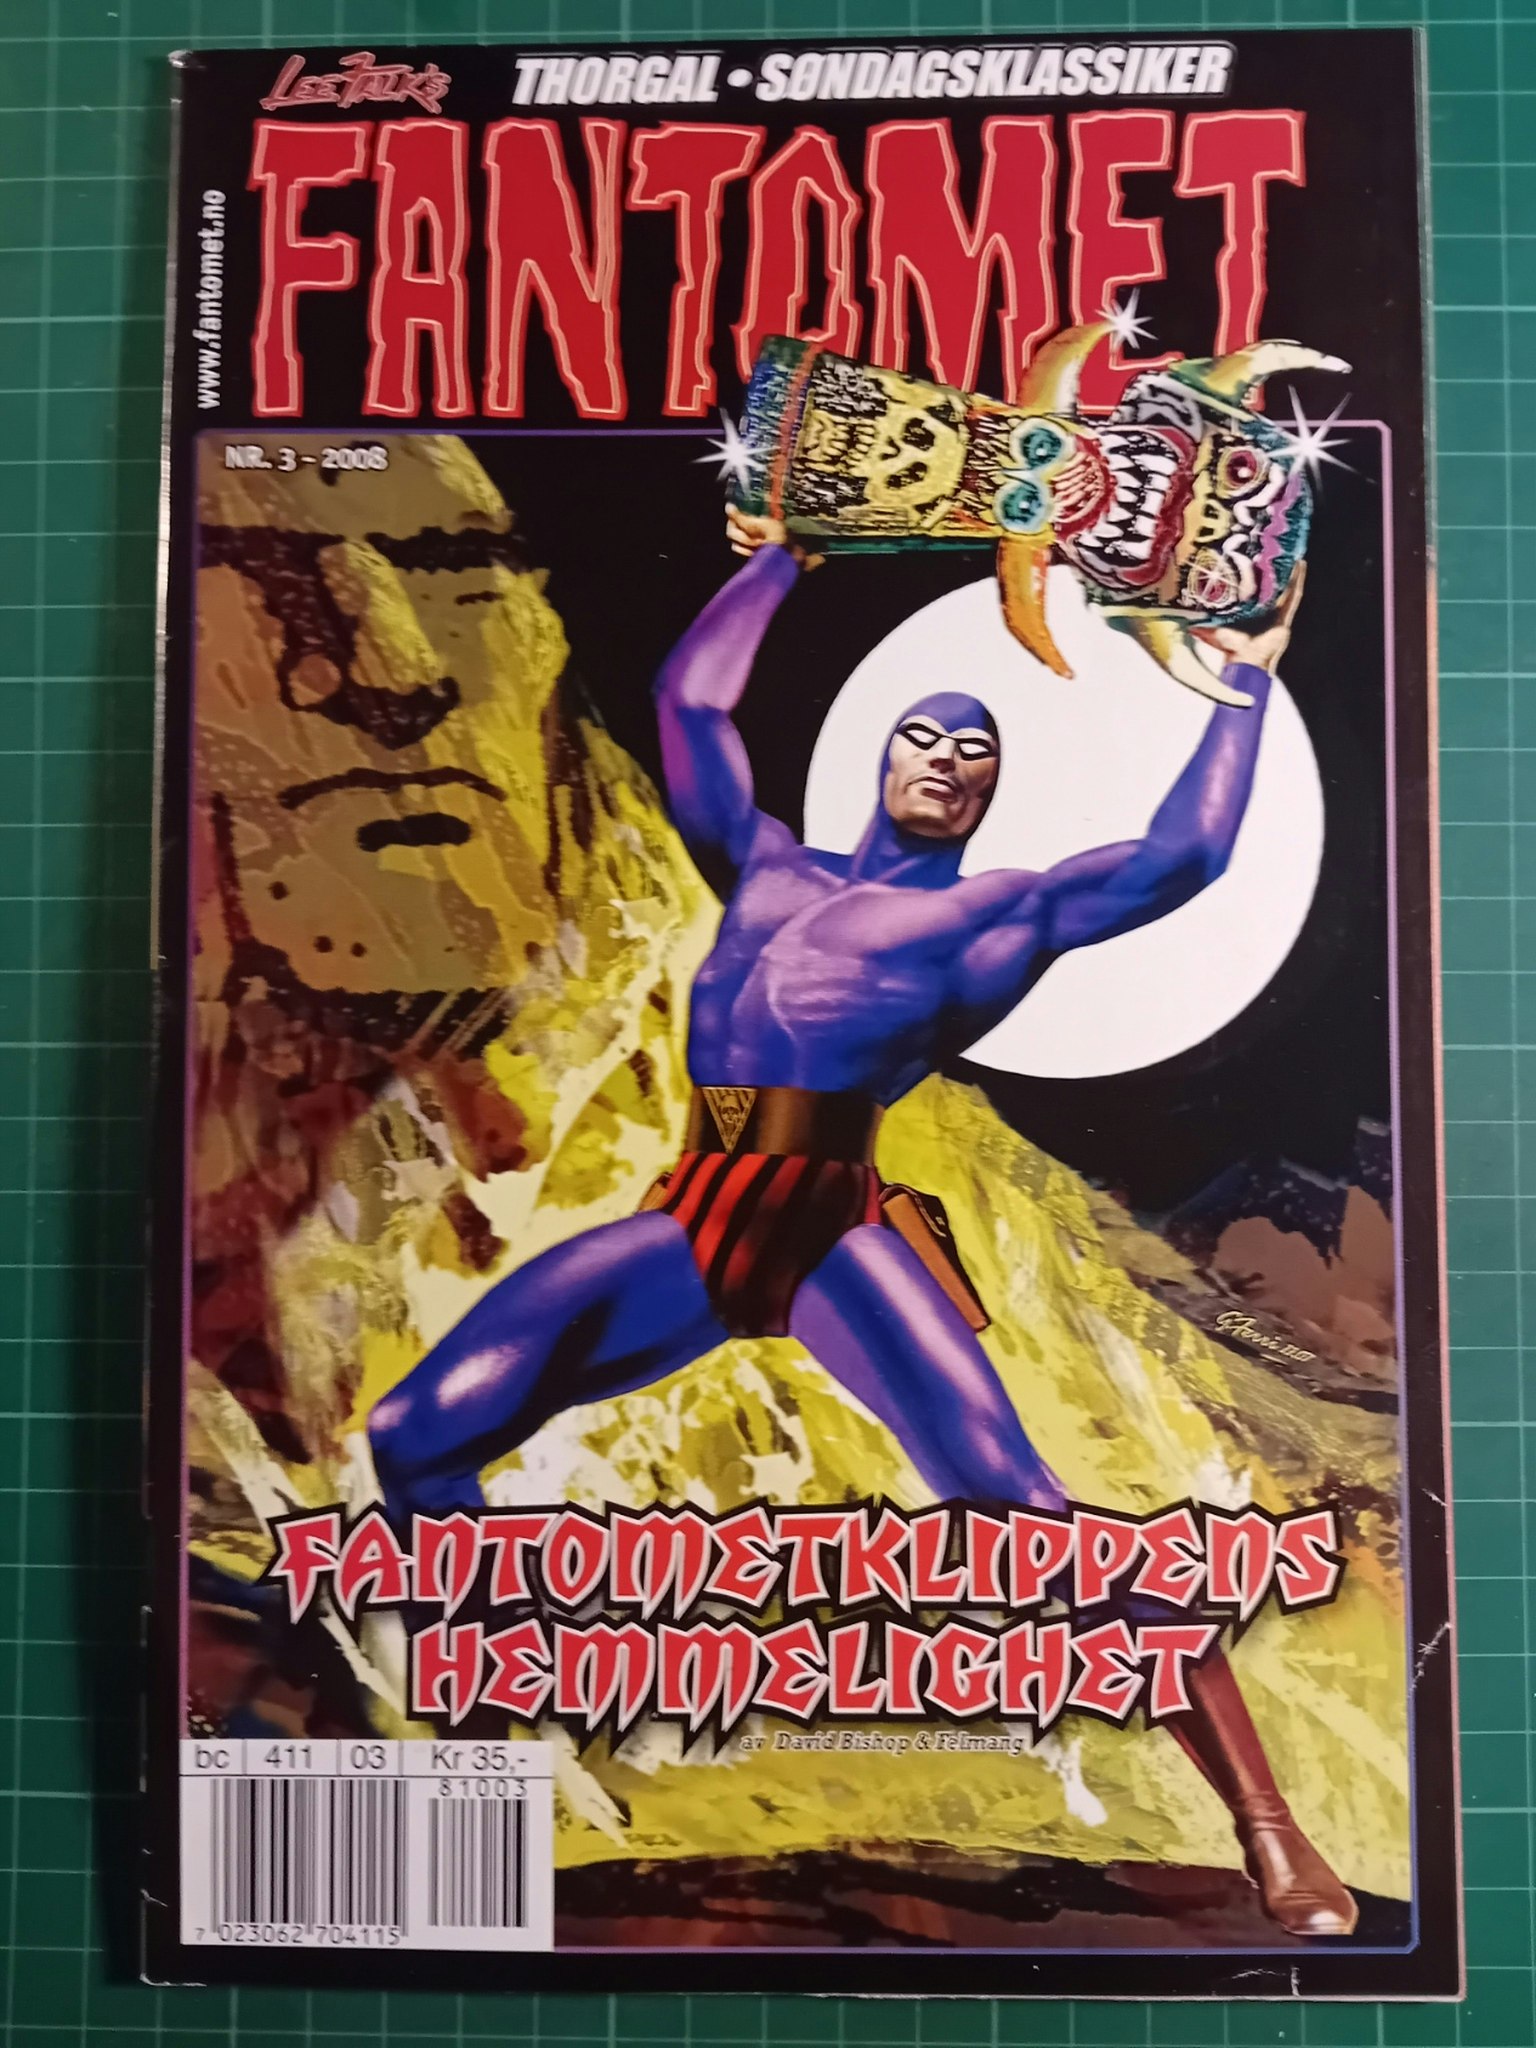 LEE FALK's
THORGAL • SØNDAGSKLASSIKER
FANTOMET
www.fantomet.no
NR. 3 - 2008
FANTOMETKLIPPENS
HEMMELIGHET
av David Bishop & Felmang
bc 411 03 Kr 35,-
81003
7 023062 704115